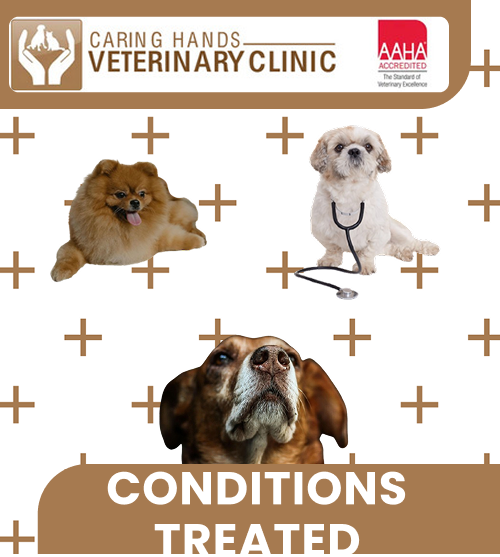 CARING HANDS
VETERINARY CLINIC
AAHA
ACCREDITED
The Standard of
Veterinary Excellence
CONDITIONS
TREATED